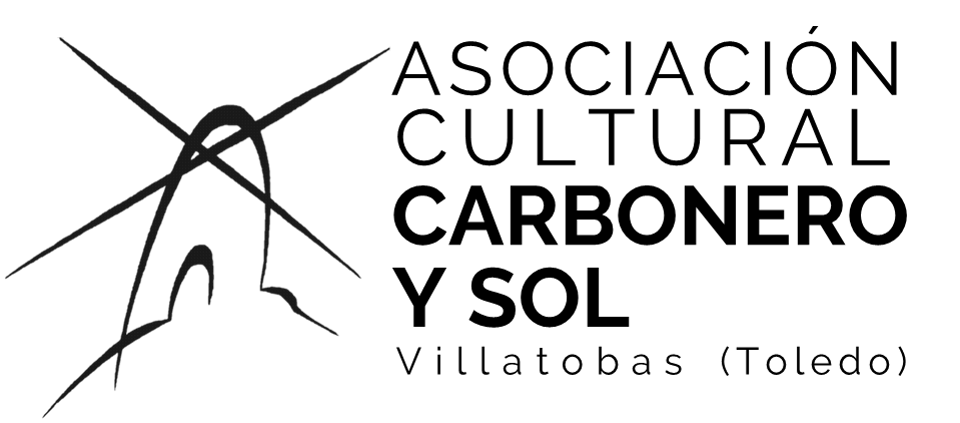 ASOCIACIÓN
CULTURAL
CARBONERO
Y SOL
Villatobas (Toledo)